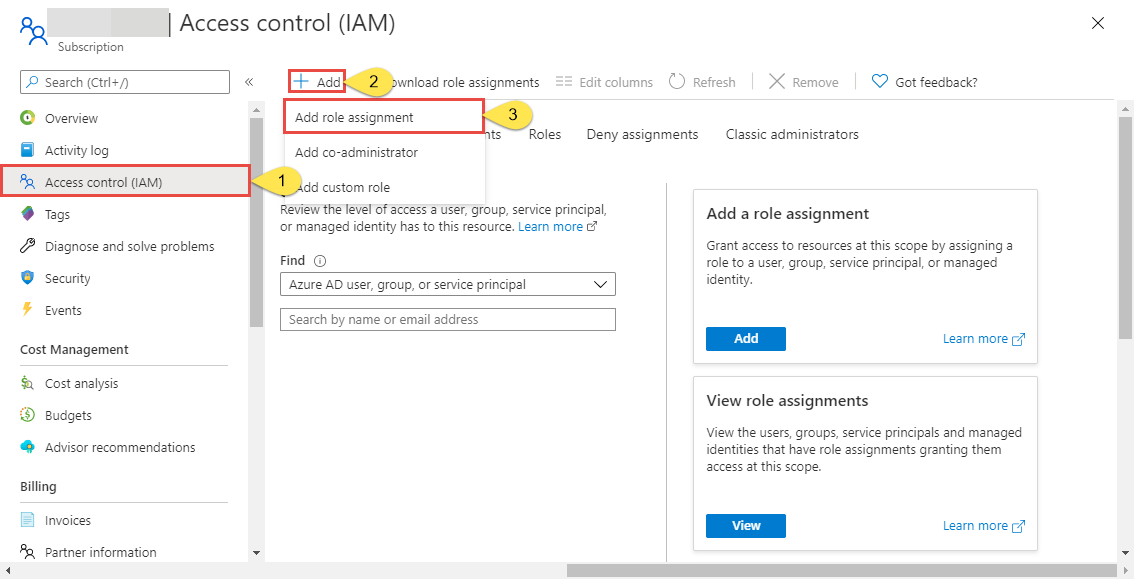 | Access control (IAM)
Subscription
Search (Ctrl+/)
Overview
Activity log
Access control (IAM)
1
Tags
Diagnose and solve problems
Security
Events
Cost Management
Cost analysis
Budgets
Advisor recommendations
Billing
Invoices
Partner information
Add
2
ownload role assignments
Edit columns
Refresh
Remove
Got feedback?
Add role assignment
3
Add co-administrator
dd custom role
nts
Roles
Deny assignments
Classic administrators
Review the level of access a user, group, service principal,
or managed identity has to this resource. Learn more
Find
Azure AD user, group, or service principal
Search by name or email address
Add a role assignment
Grant access to resources at this scope by assigning a
role to a user, group, service principal, or managed
identity.
Add
Learn more
View role assignments
View the users, groups, service principals and managed
identities that have role assignments granting them
access at this scope.
View
Learn more